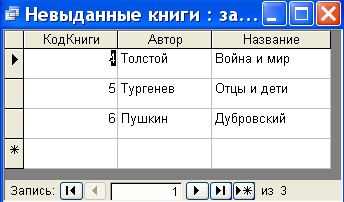 Невыданные книги : за...
КодКниги Автор Название
4 Толстой Война и мир
5 Тургенев Отцы и дети
6 Пушкин Дубровский
Запись: 1 из 3